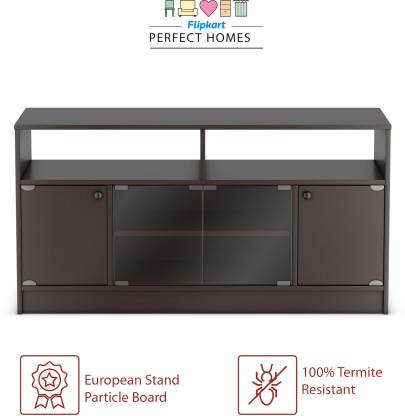 Flipkart
PERFECT HOMES
European Stand
Particle Board
100% Termite
Resistant